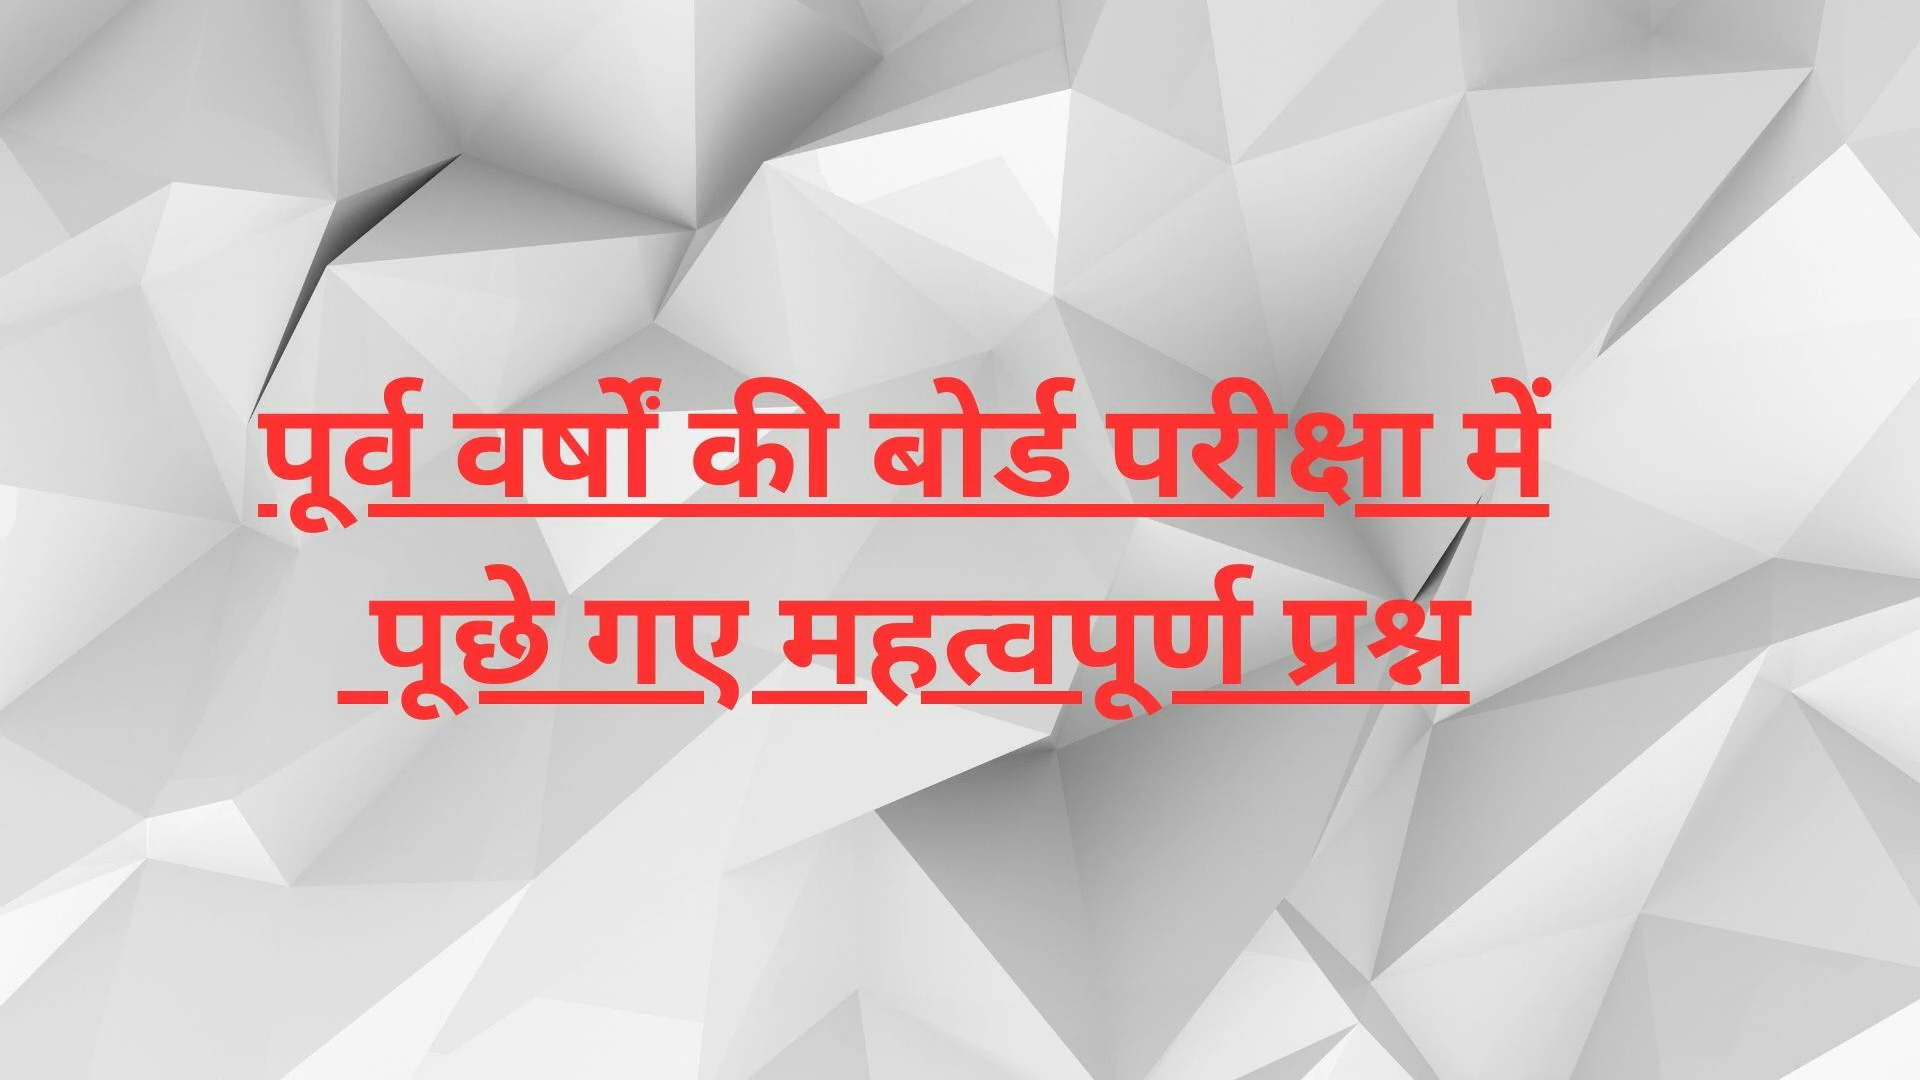 पूर्व वर्षों की बोर्ड परीक्षा में
पूछे गए महत्वपूर्ण प्रश्न